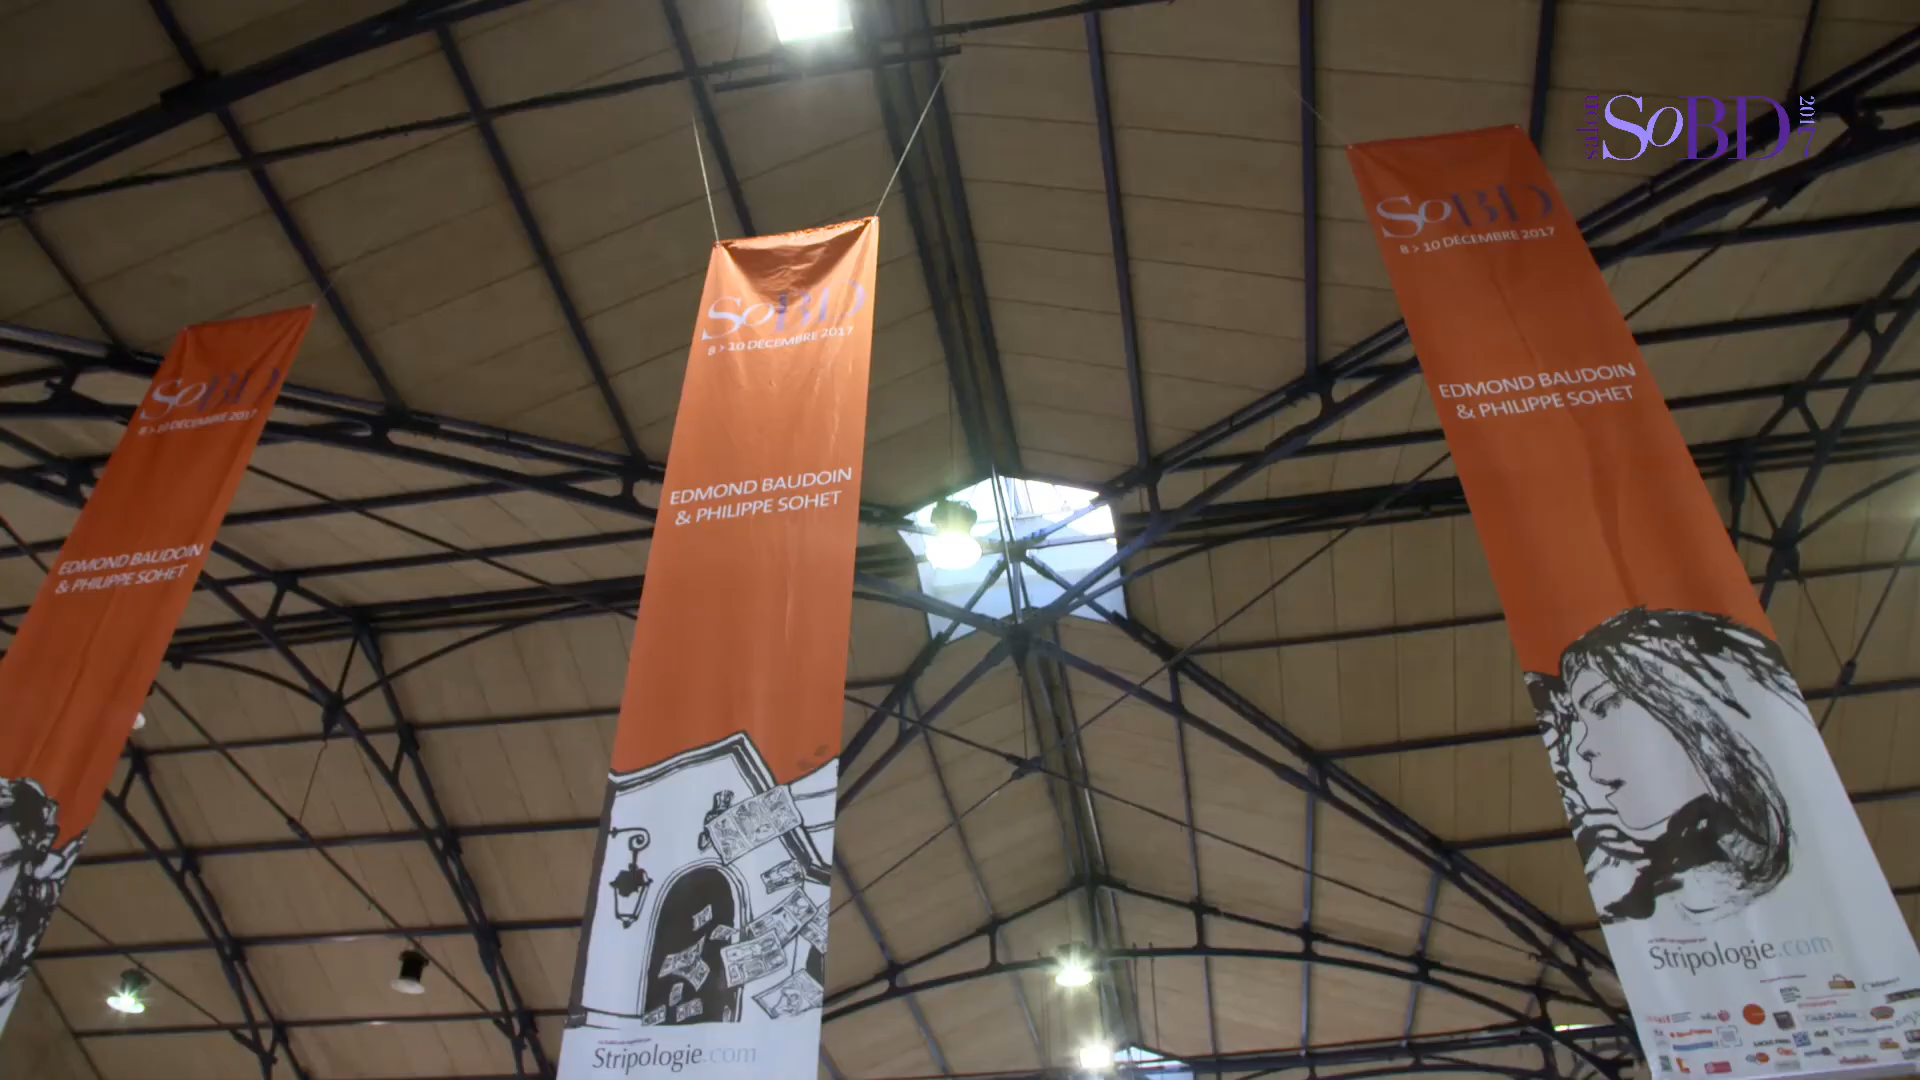 salon SoBD 2017
SoBD
8 > 10 DÉCEMBRE 2017
EDMOND BAUDOIN
& PHILIPPE SOHET
SoBD
8 > 10 DÉCEMBRE 2017
EDMOND BAUDOIN
& PHILIPPE SOHET
Stripologie.com
SoBD
8 > 10 DÉCEMBRE 2017
EDMOND BAUDOIN
& PHILIPPE SOHET
Stripologie.com